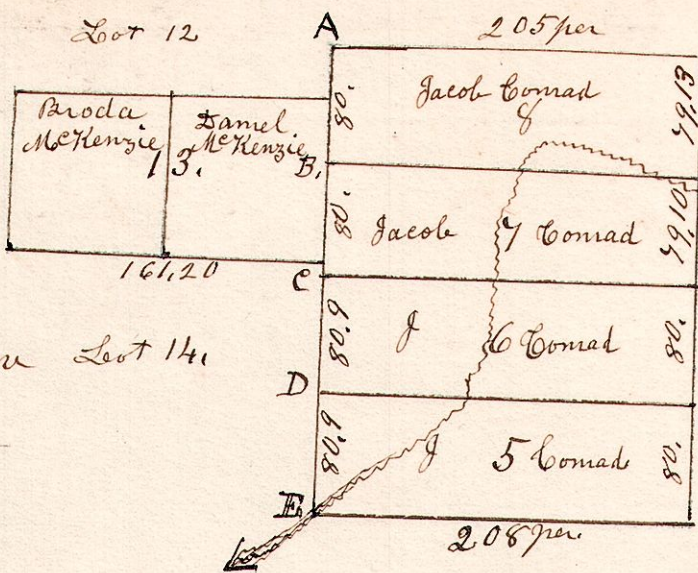 Lot 12
A
205 per
Broda
McKenzie
Daniel
McKenzie
13.
80.
Jacob Conrad
8
79,13
B.
80.
Jacob 7 Conrad
79,105
161,20
C
80.9
J 6 Conrad
80.
Lot 14,
D
80.9
J 5 Conrad
80.
E,
208 per.